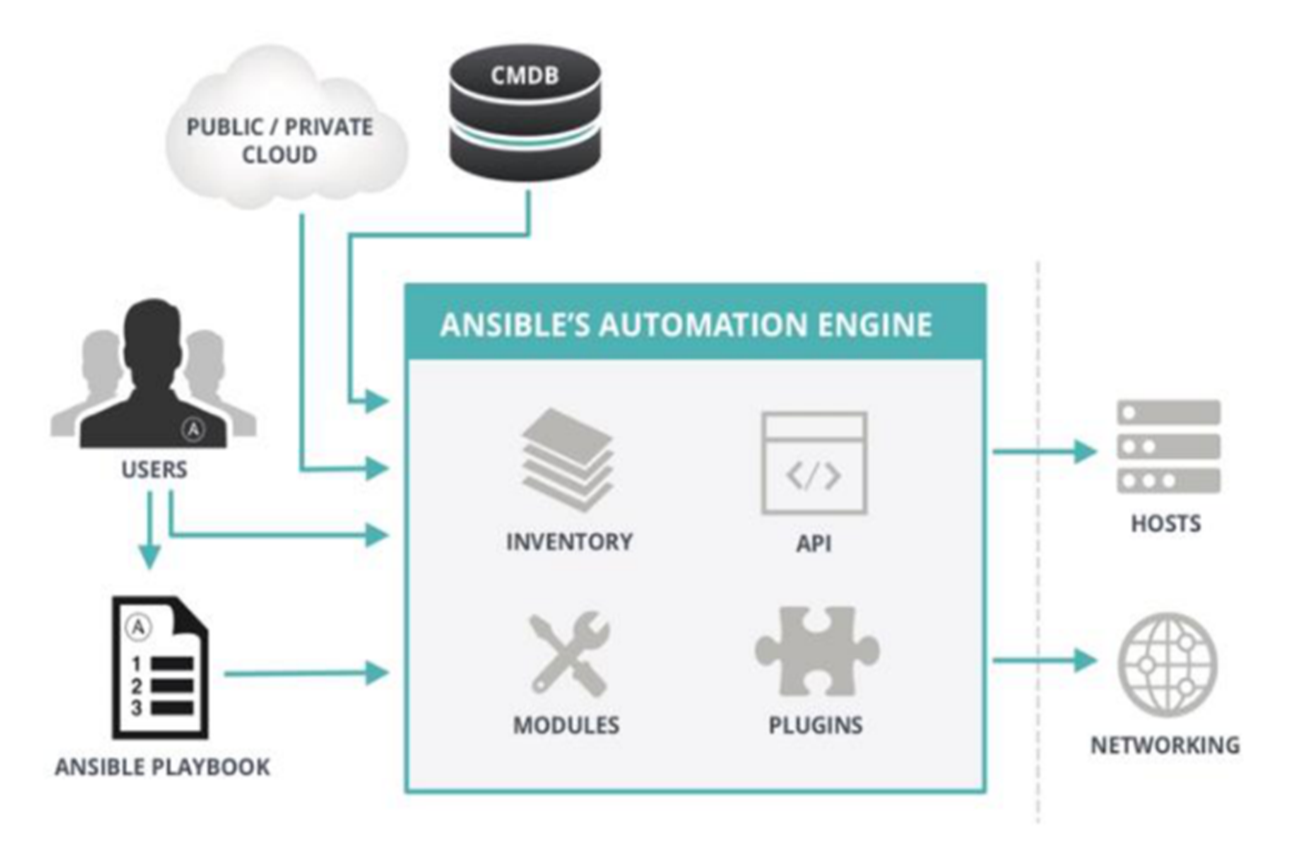 CMDB
PUBLIC / PRIVATE
CLOUD
ANSIBLE'S AUTOMATION ENGINE
A
USERS
INVENTORY
</>
API
HOSTS
A
1
2
3
MODULES
PLUGINS
NETWORKING
ANSIBLE PLAYBOOK